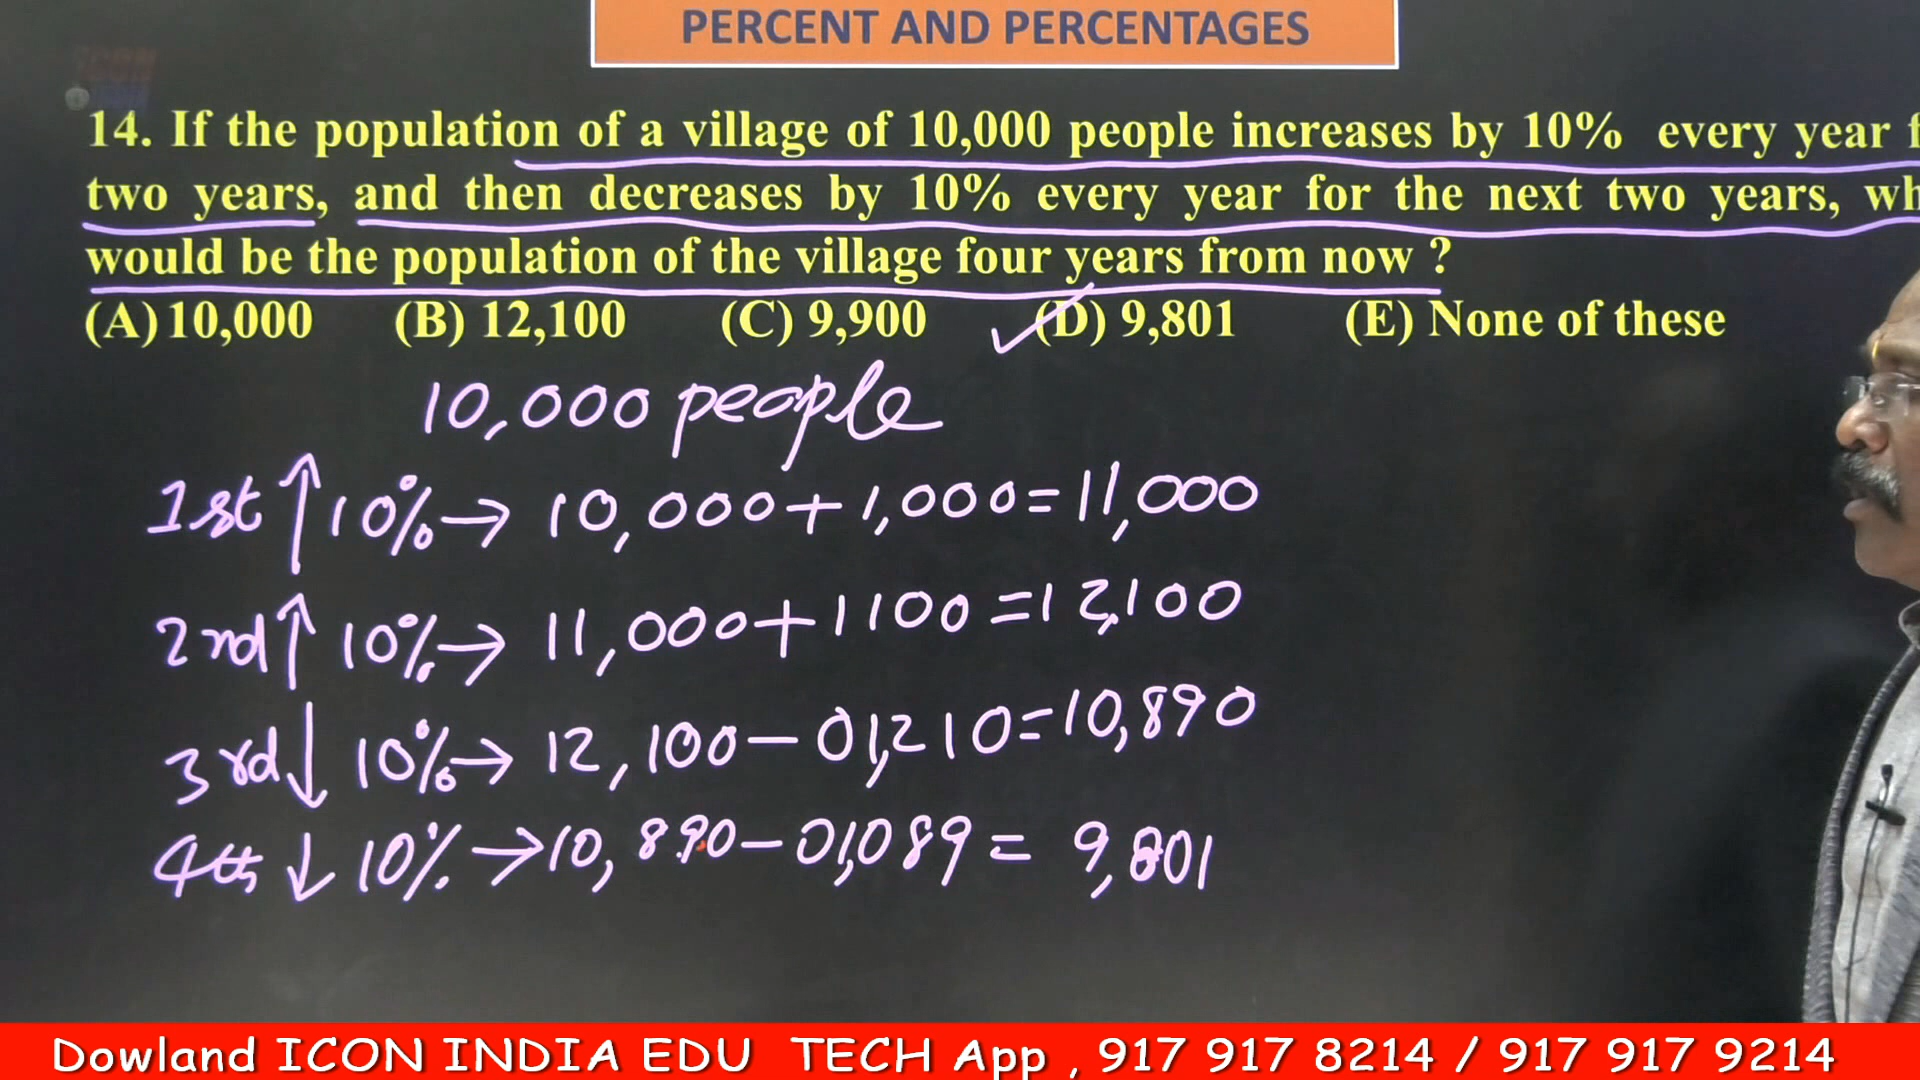 ICON
PERCENT AND PERCENTAGES
14. If the population of a village of 10,000 people increases by 10% every year f
two years, and then decreases by 10% every year for the next two years, wh
would be the population of the village four years from now ?
(A) 10,000 (B) 12,100 (C) 9,900 (D) 9,801 (E) None of these
10,000 people
1st ↑ 10% → 10,000 + 1,000 = 11,000
2rd ↑ 10% → 11,000 + 1100 = 12,100
3rd ↓ 10% → 12,100 - 01,210 = 10,890
4th ↓ 10% → 10,890 - 01,089 = 9,801
Dowland ICON INDIA EDU TECH App , 917 917 8214 / 917 917 9214